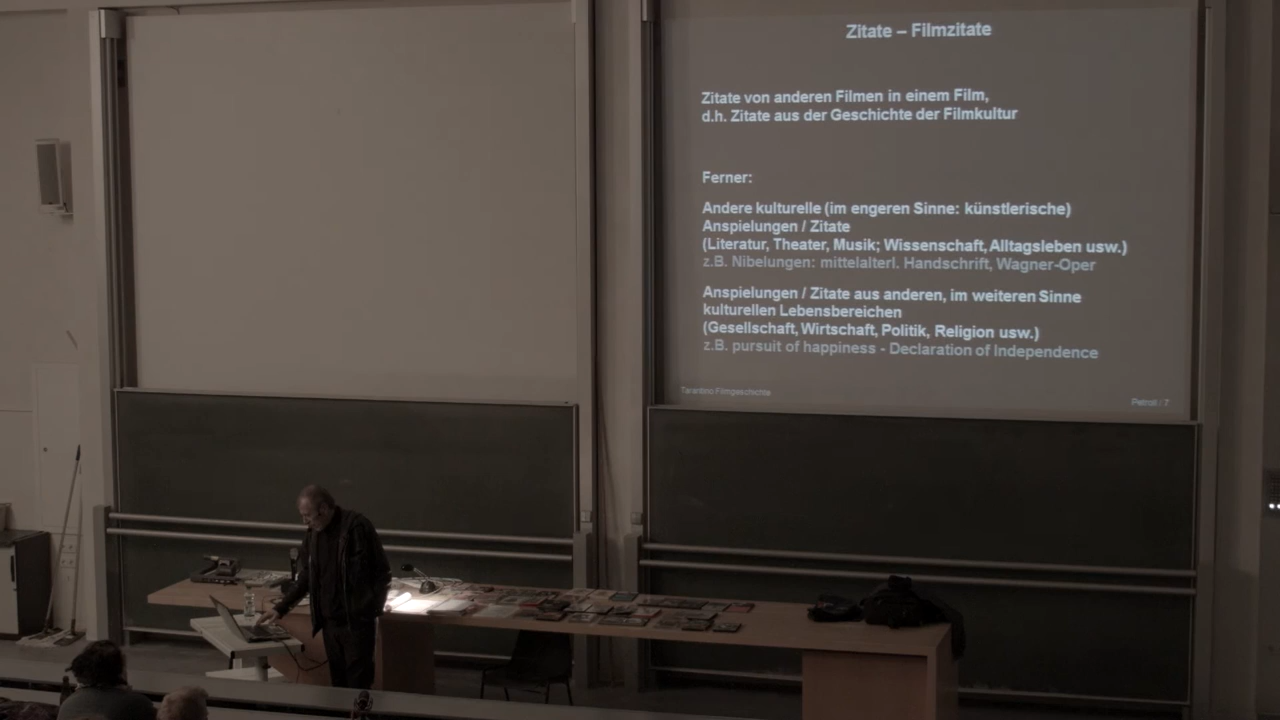 Zitate – Filmzitate
Zitate von anderen Filmen in einem Film,
d.h. Zitate aus der Geschichte der Filmkultur
Ferner:
Andere kulturelle (im engeren Sinne: künstlerische)
Anspielungen / Zitate
(Literatur, Theater, Musik; Wissenschaft, Alltagsleben usw.)
z.B. Nibelungen: mittelalterl. Handschrift, Wagner-Oper
Anspielungen / Zitate aus anderen, im weiteren Sinne
kulturellen Lebensbereichen
(Gesellschaft, Wirtschaft, Politik, Religion usw.)
z.B. pursuit of happiness - Declaration of Independence
Tarantino Filmgeschichte
/ 7